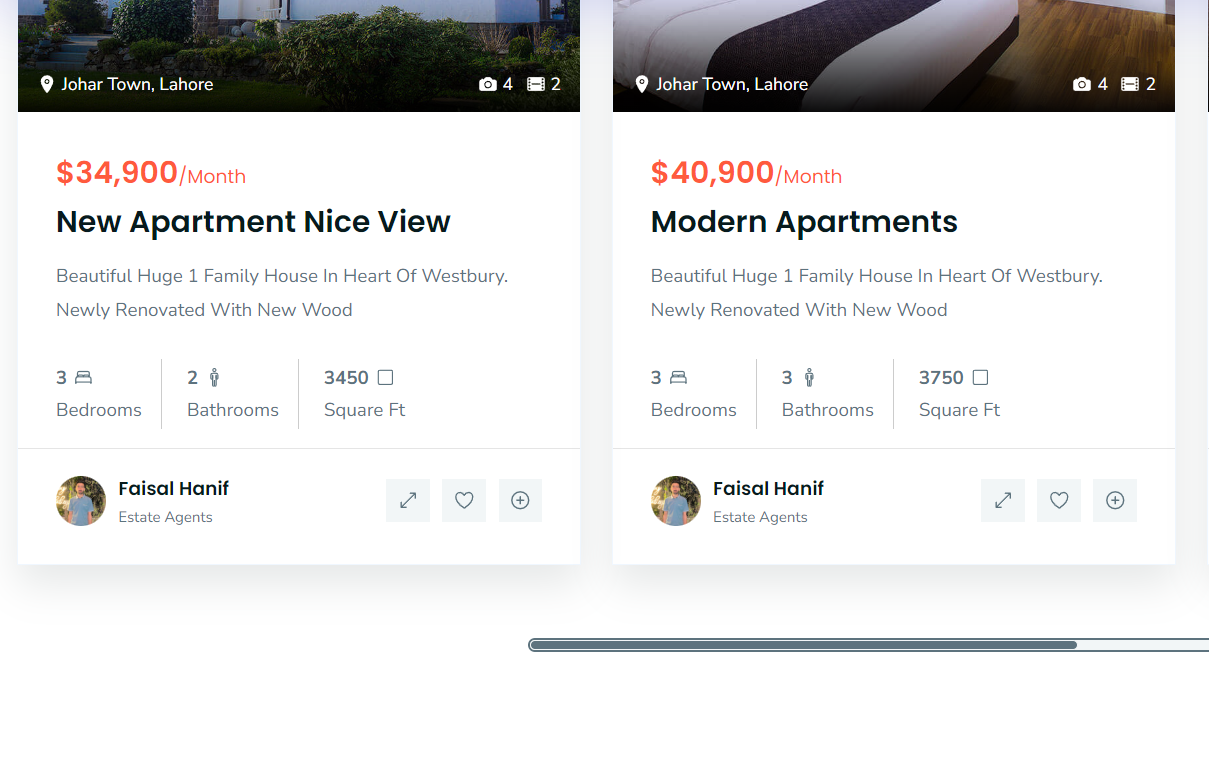 Johar Town, Lahore 4 2
$34,900/Month
New Apartment Nice View
Beautiful Huge 1 Family House In Heart Of Westbury.
Newly Renovated With New Wood
3 2 3450
Bedrooms Bathrooms Square Ft
Faisal Hanif
Estate Agents
Johar Town, Lahore 4 2
$40,900/Month
Modern Apartments
Beautiful Huge 1 Family House In Heart Of Westbury.
Newly Renovated With New Wood
3 3 3750
Bedrooms Bathrooms Square Ft
Faisal Hanif
Estate Agents